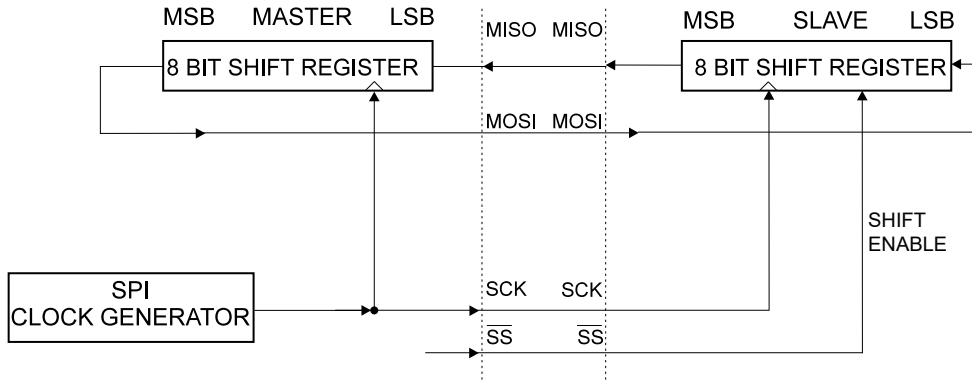 MSB MASTER LSB
8 BIT SHIFT REGISTER
MISO MISO
MSB SLAVE LSB
8 BIT SHIFT REGISTER
MOSI MOSI
SHIFT
ENABLE
SPI
CLOCK GENERATOR
SCK SCK
SS SS